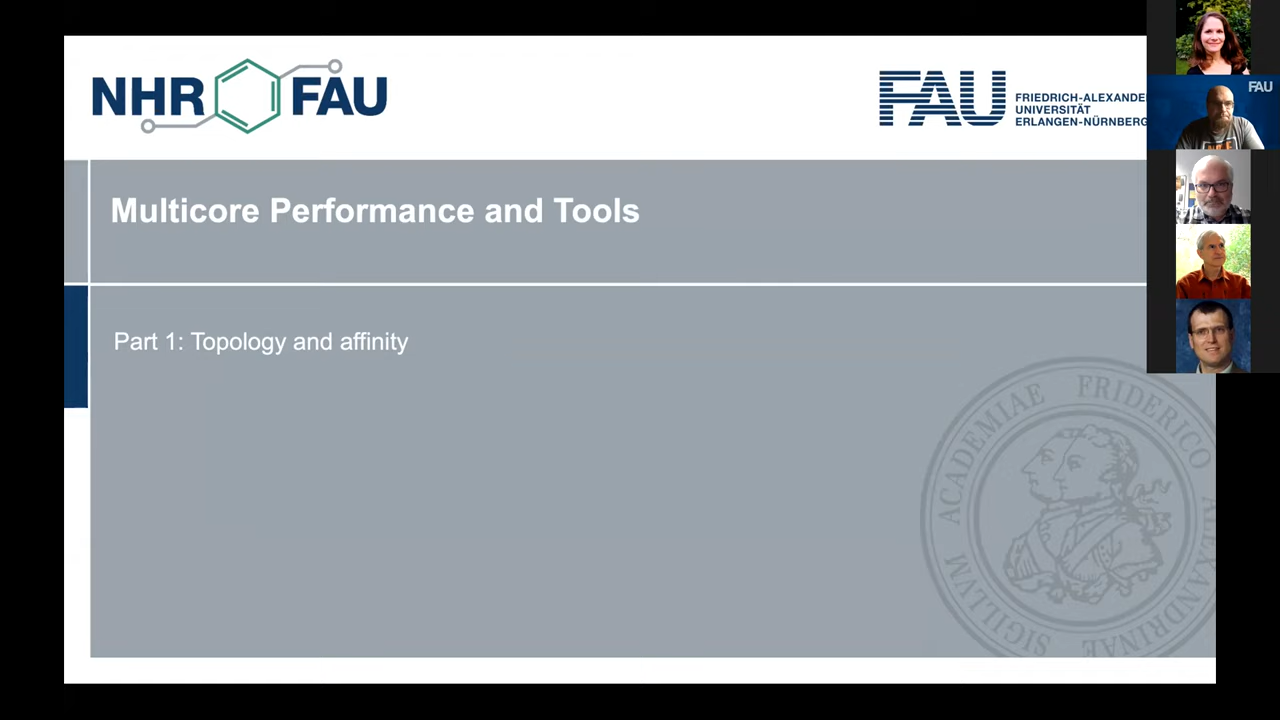 NHR FAU
FAU
FRIEDRICH-ALEXANDE
UNIVERSITÄT
ERLANGEN-NÜRNBERG
FAU
Multicore Performance and Tools
Part 1: Topology and affinity
SIGILLVM ACADEMIAE FRIDERICO ALEXANDRINAE